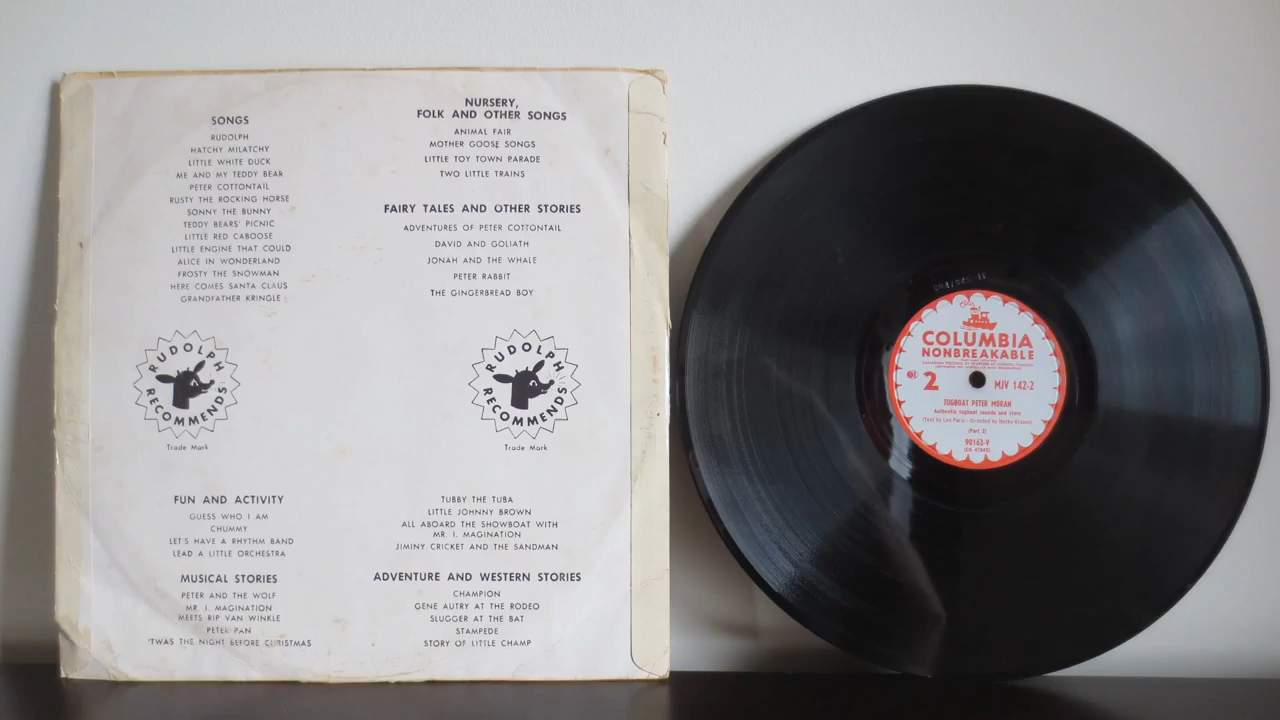 SONGS
RUDOLPH
HATCHY MILATCHY
LITTLE WHITE DUCK
ME AND MY TEDDY BEAR
PETER COTTONTAIL
RUSTY THE ROCKING HORSE
SONNY THE BUNNY
TEDDY BEARS' PICNIC
LITTLE RED CABOOSE
LITTLE ENGINE THAT COULD
ALICE IN WONDERLAND
FROSTY THE SNOWMAN
HERE COMES SANTA CLAUS
GRANDFATHER KRINGLE
NURSERY,
FOLK AND OTHER SONGS
ANIMAL FAIR
MOTHER GOOSE SONGS
LITTLE TOY TOWN PARADE
TWO LITTLE TRAINS
FAIRY TALES AND OTHER STORIES
ADVENTURES OF PETER COTTONTAIL
DAVID AND GOLIATH
JONAH AND THE WHALE
PETER RABBIT
THE GINGERBREAD BOY
RUDOLPH
RECOMMENDS
Trade Mark
RUDOLPH
RECOMMENDS
Trade Mark
FUN AND ACTIVITY
GUESS WHO I AM
CHUMMY
LET'S HAVE A RHYTHM BAND
LEAD A LITTLE ORCHESTRA
MUSICAL STORIES
PETER AND THE WOLF
MR. I. MAGINATION
MEETS RIP VAN WINKLE
PETER PAN
'TWAS THE NIGHT BEFORE CHRISTMAS
TUBBY THE TUBA
LITTLE JOHNNY BROWN
ALL ABOARD THE SHOWBOAT WITH
MR. I. MAGINATION
JIMINY CRICKET AND THE SANDMAN
ADVENTURE AND WESTERN STORIES
CHAMPION
GENE AUTRY AT THE RODEO
SLUGGER AT THE BAT
STAMPEDE
STORY OF LITTLE CHAMP
COLUMBIA
NONBREAKABLE
2
MJV 142-2
TUGBOAT PETER MORAN
Authentic tugboat sounds and story
(Text by Leo Paris - Directed by Hecky Krasno)
(Part 2)
90163-V